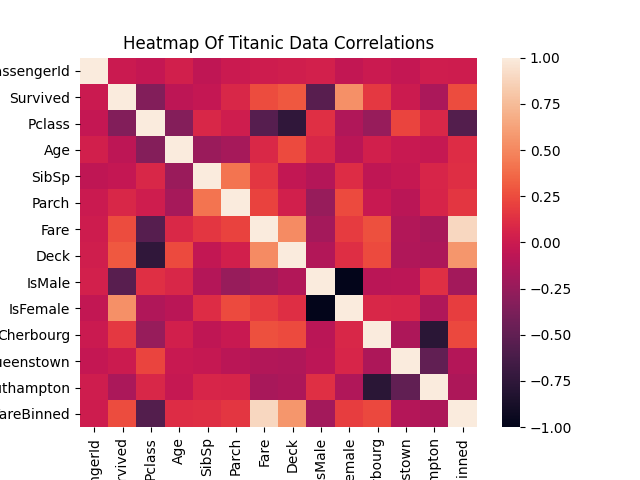 Heatmap Of Titanic Data Correlations
assengerId
Survived
Pclass
Age
SibSp
Parch
Fare
Deck
IsMale
IsFemale
Cherbourg
ueenstown
uthampton
areBinned
ngerId
rvived
Pclass
Age
SibSp
Parch
Fare
Deck
sMale
emale
bourg
stown
mpton
inned
1.00
0.75
0.50
0.25
0.00
−0.25
−0.50
−0.75
−1.00